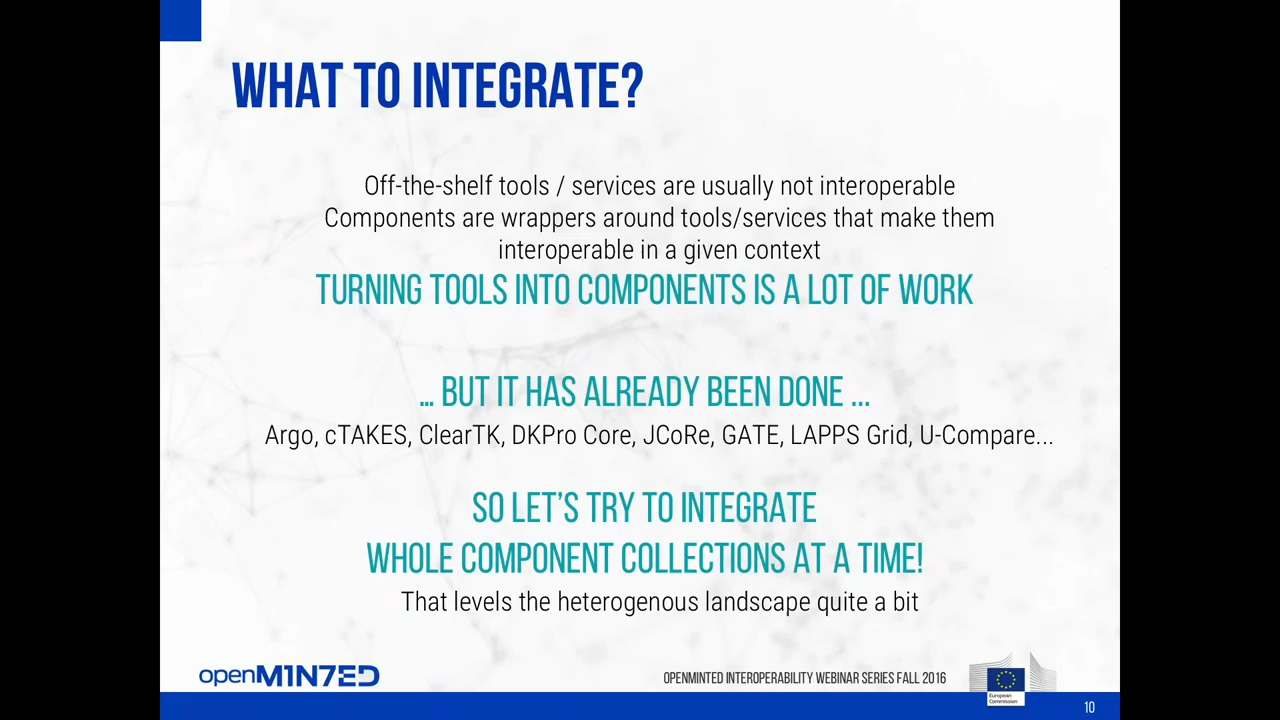 WHAT TO INTEGRATE?
Off-the-shelf tools / services are usually not interoperable
Components are wrappers around tools/services that make them
interoperable in a given context
TURNING TOOLS INTO COMPONENTS IS A LOT OF WORK
... BUT IT HAS ALREADY BEEN DONE ...
Argo, cTAKES, ClearTK, DKPro Core, JCoRe, GATE, LAPPS Grid, U-Compare...
SO LET'S TRY TO INTEGRATE
WHOLE COMPONENT COLLECTIONS AT A TIME!
That levels the heterogenous landscape quite a bit
openM1N7ED
OPENMINTED INTEROPERABILITY WEBINAR SERIES FALL 2016
European
Commission
10